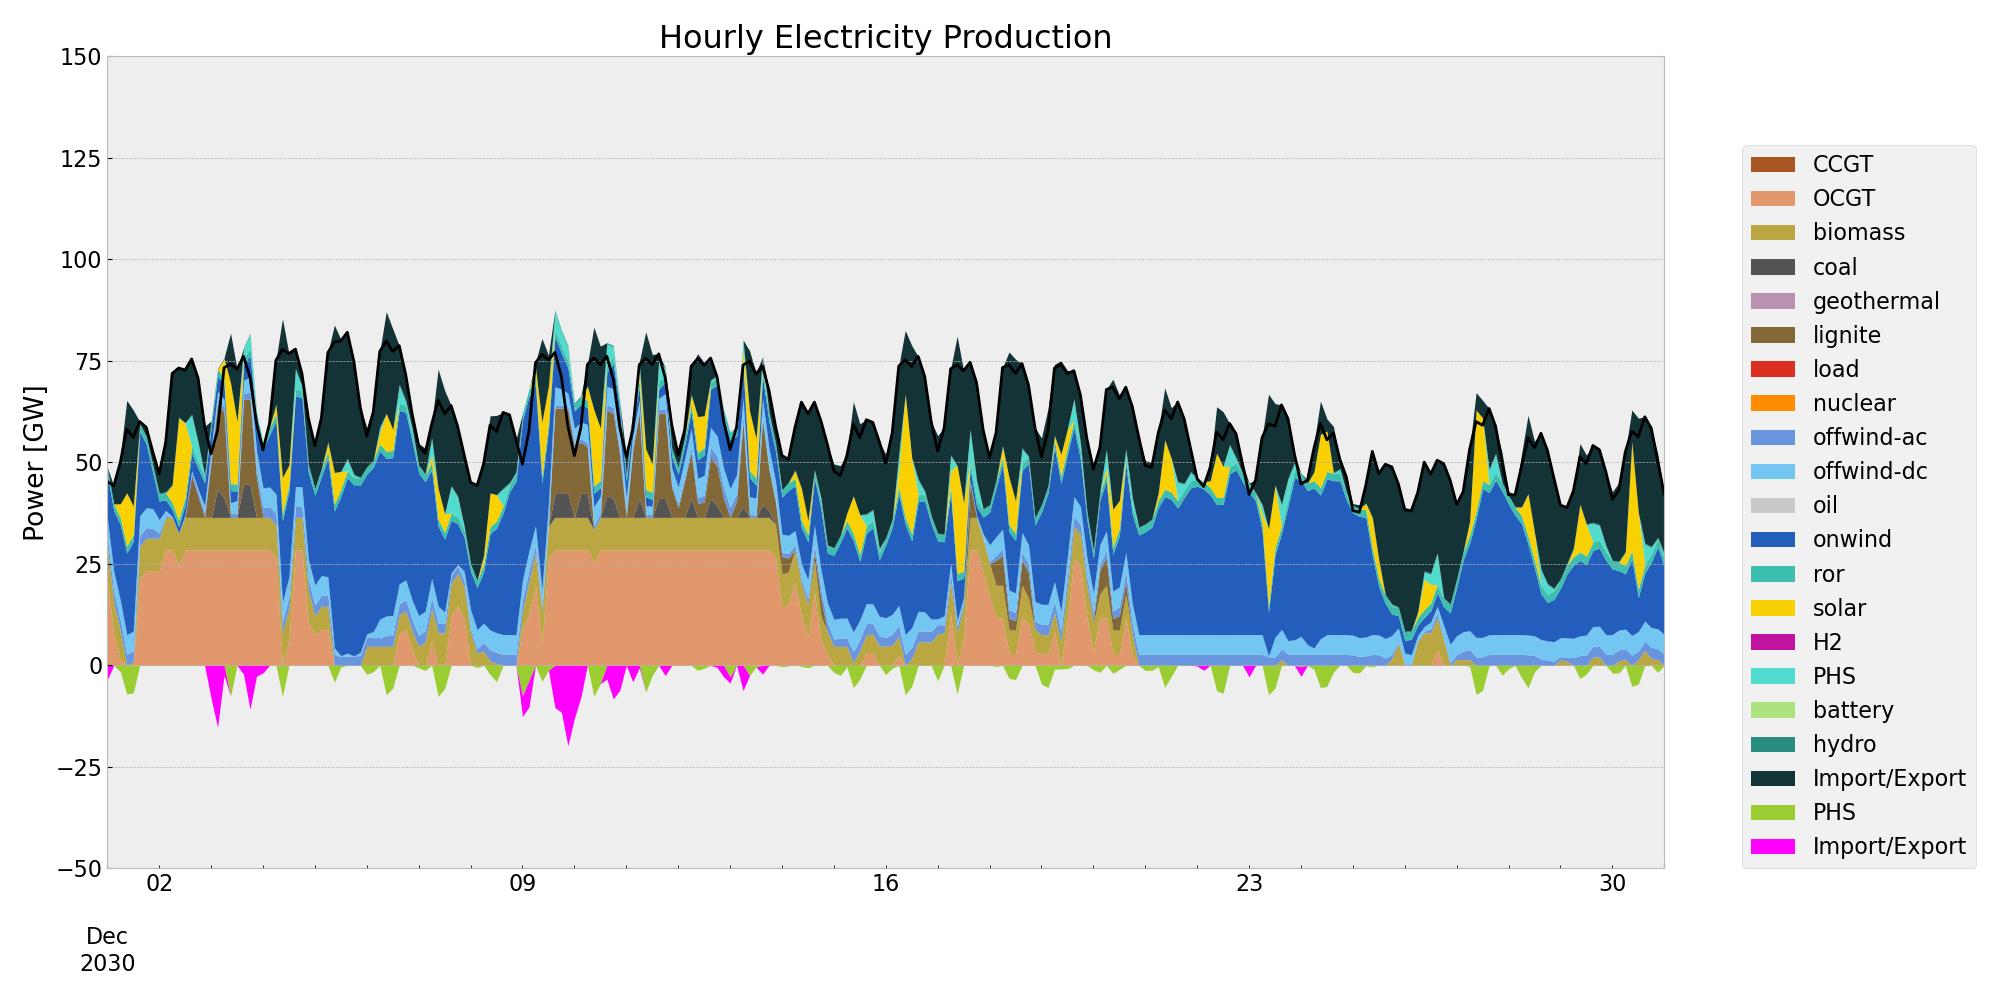 Hourly Electricity Production
150
125
100
75
50
25
0
−25
−50
Power [GW]
02
09
16
23
30
Dec
2030
CCGT
OCGT
biomass
coal
geothermal
lignite
load
nuclear
offwind-ac
offwind-dc
oil
onwind
ror
solar
H2
PHS
battery
hydro
Import/Export
PHS
Import/Export